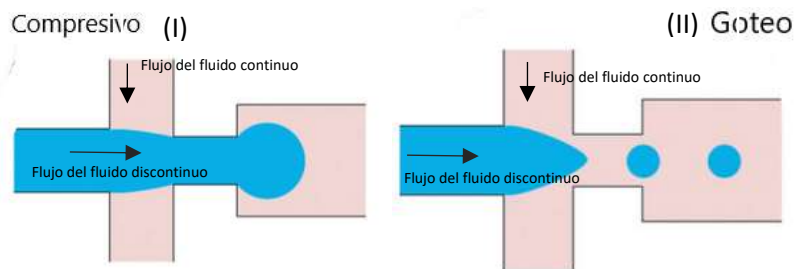 Compresivo (I)
Flujo del fluido continuo
Flujo del fluido discontinuo
(II) Goteo
Flujo del fluido continuo
Flujo del fluido discontinuo